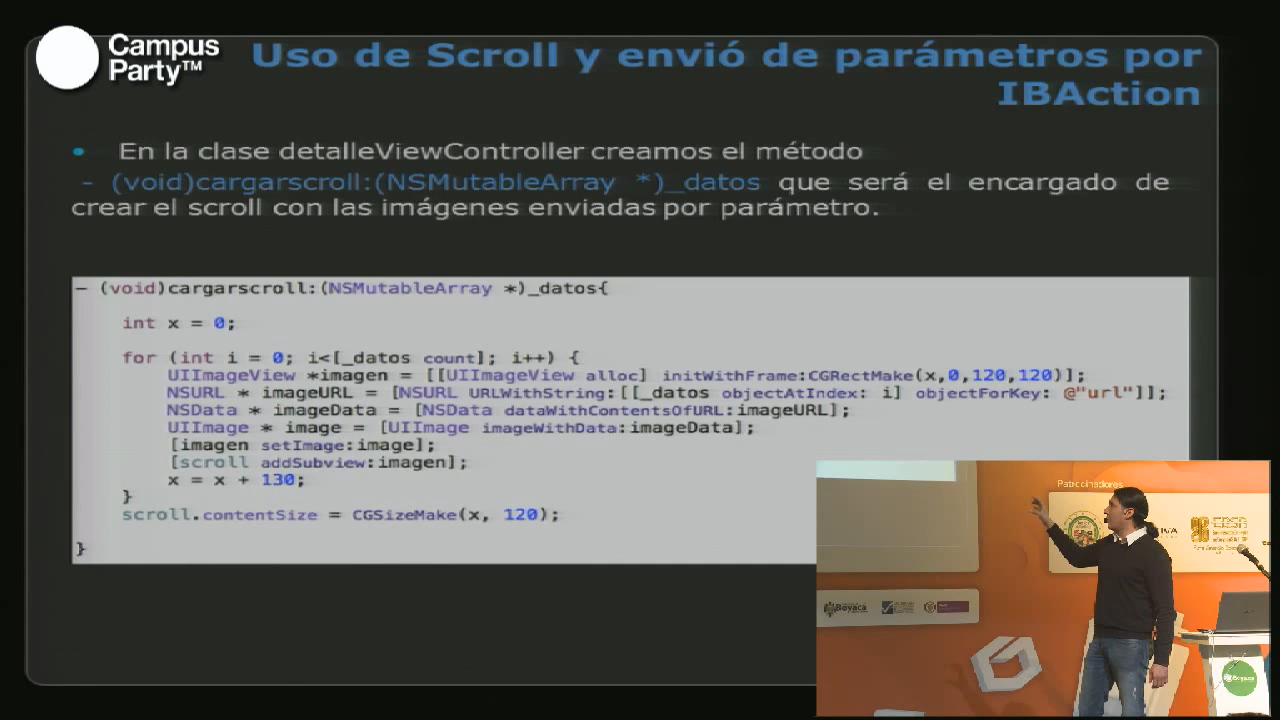 Campus
Party™
Uso de Scroll y envió de parámetros por
IBAction
• En la clase detalleViewController creamos el método
- (void)cargarscroll:(NSMutableArray *)_datos que será el encargado de
crear el scroll con las imágenes enviadas por parámetro.
- (void)cargarscroll:(NSMutableArray *)_datos{
int x = 0;
for (int i = 0; i<[_datos count]; i++) {
UIImageView *imagen = [[UIImageView alloc] initWithFrame:CGRectMake(x,0,120,120)];
NSURL * imageURL = [NSURL URLWithString:[[_datos objectAtIndex: i] objectForKey: @"url"]];
NSData * imageData = [NSData dataWithContentsOfURL:imageURL];
UIImage * image = [UIImage imageWithData:imageData];
[imagen setImage:image];
[scroll addSubview:imagen];
x = x + 130;
}
scroll.contentSize = CGSizeMake(x, 120);
}
Patrocinadores
Boyacá
Boyacá